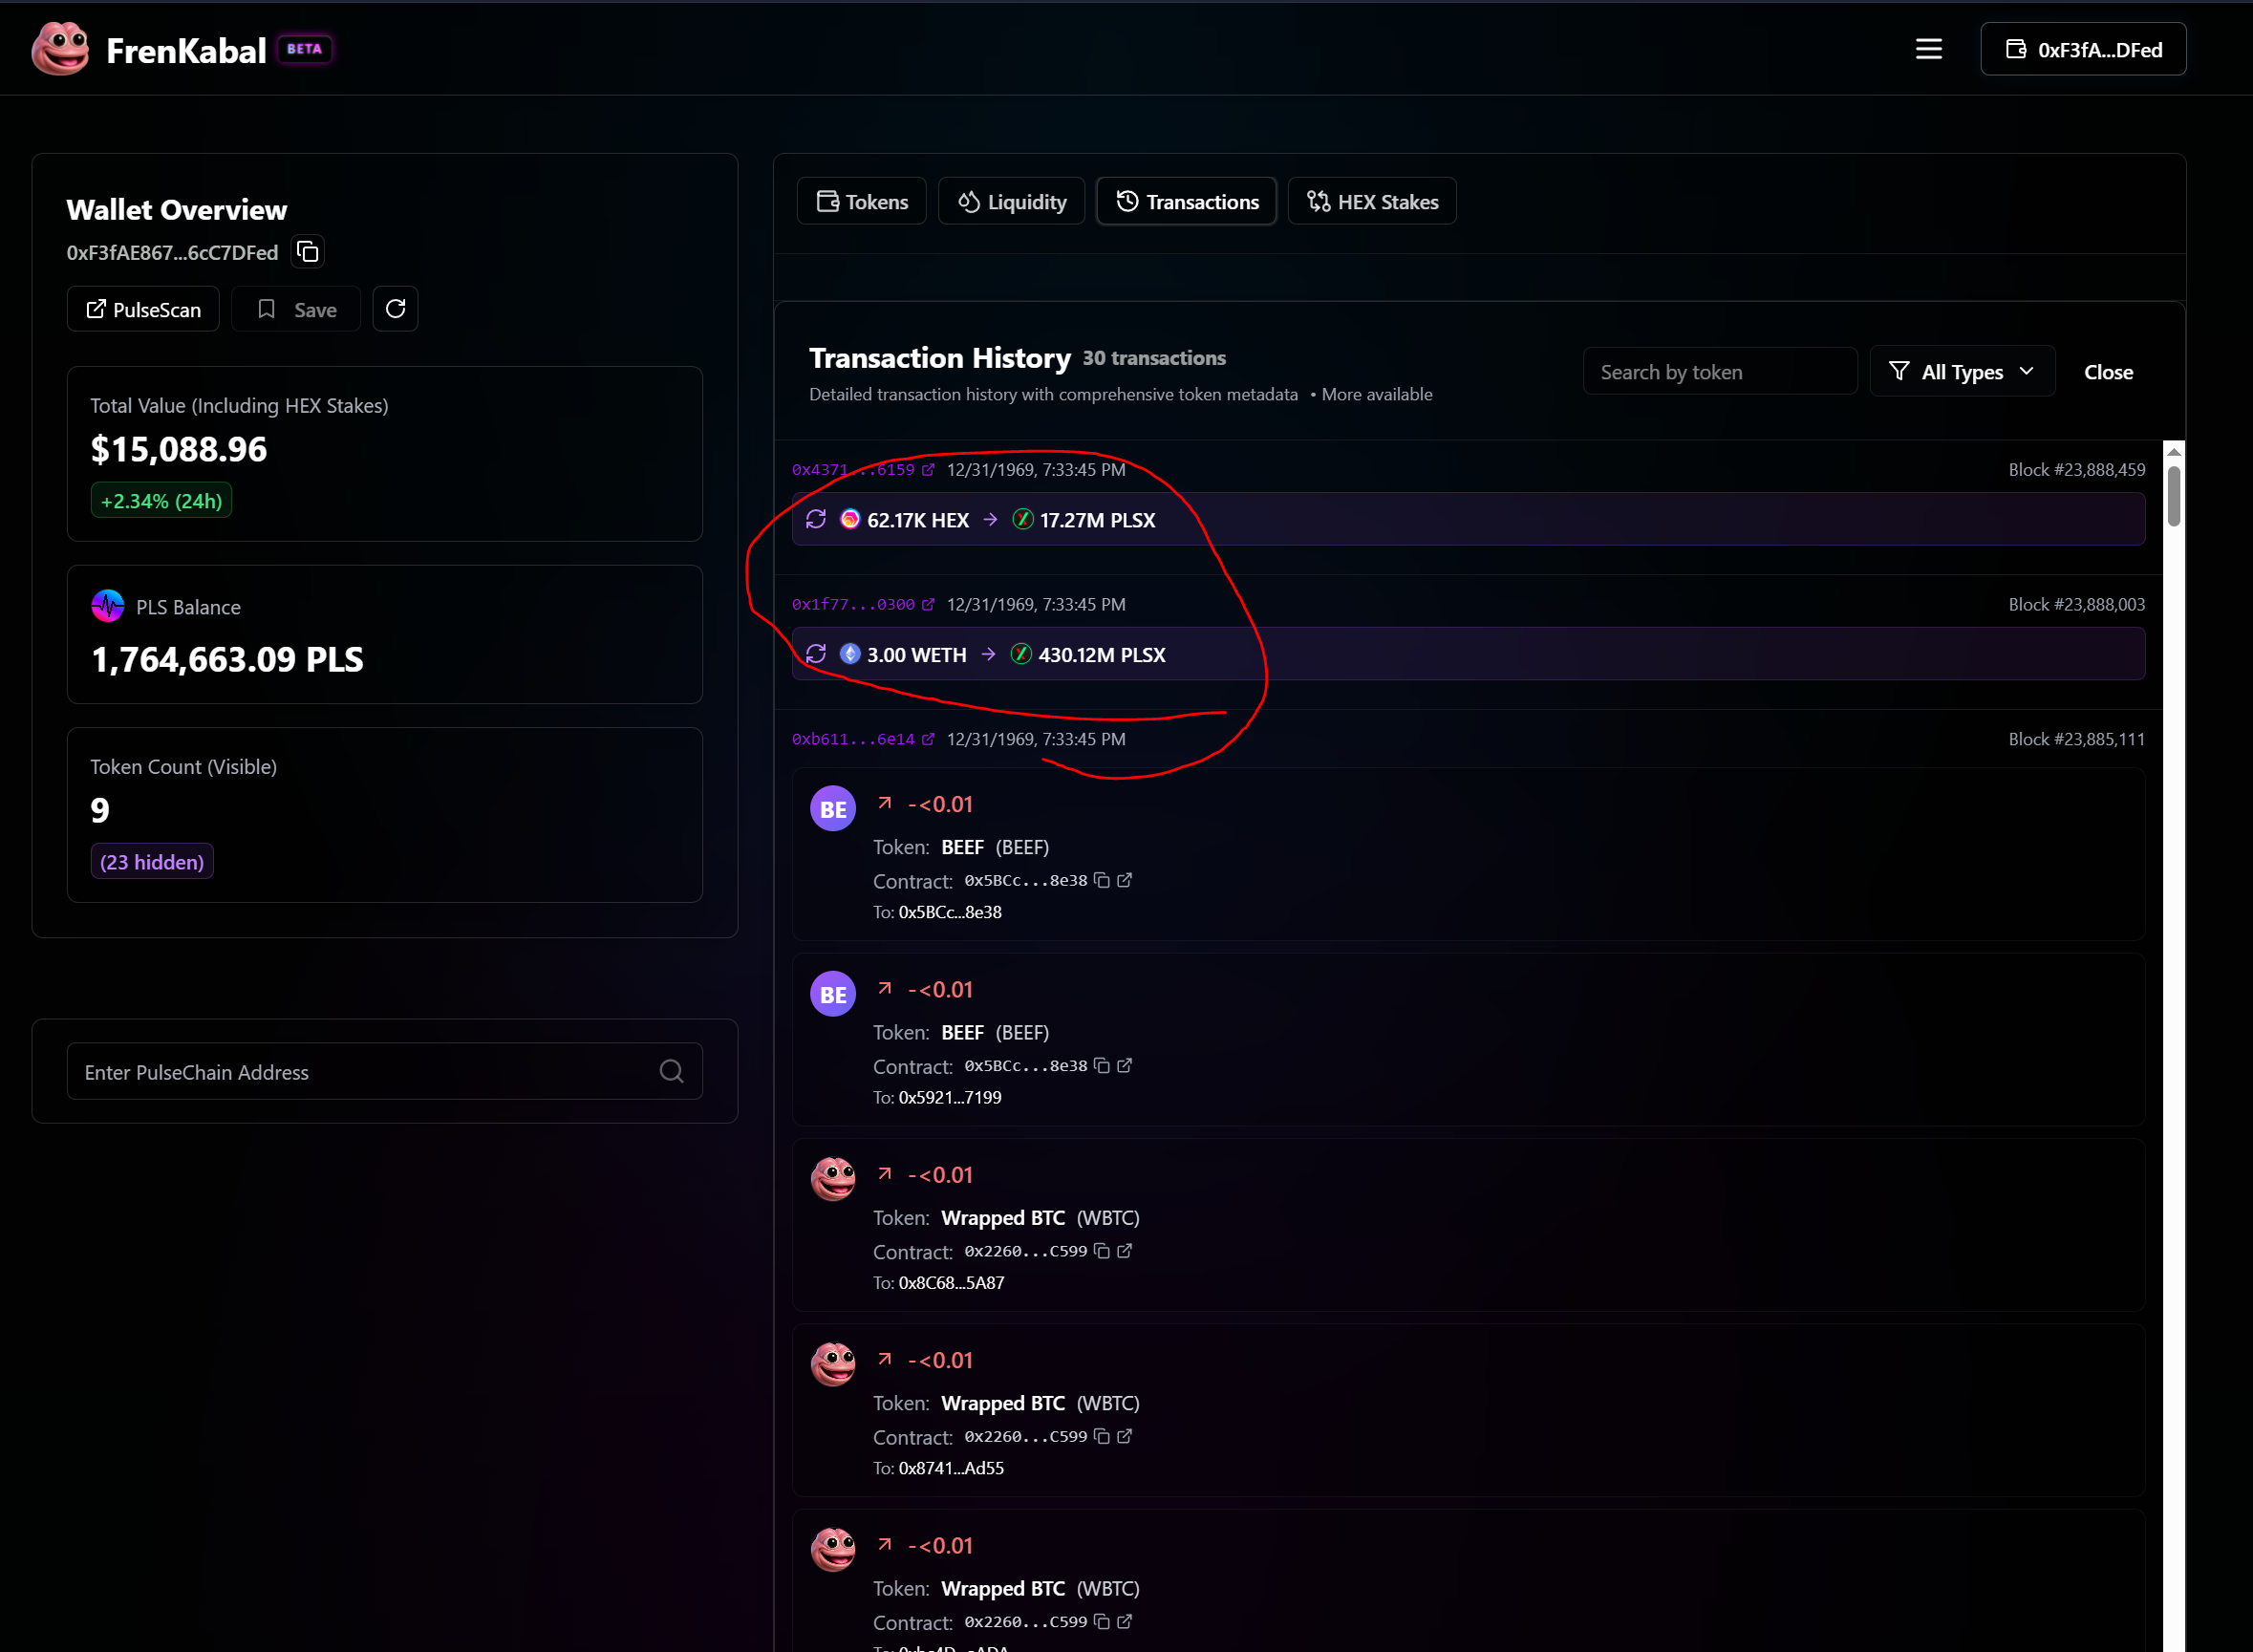 FrenKabal BETA
0xF3fA...DFed
Wallet Overview
0xF3fAE867...6cC7DFed
PulseScan
Save
Total Value (Including HEX Stakes)
$15,088.96
+2.34% (24h)
PLS Balance
1,764,663.09 PLS
Token Count (Visible)
9
(23 hidden)
Enter PulseChain Address
Tokens
Liquidity
Transactions
HEX Stakes
Transaction History 30 transactions
Detailed transaction history with comprehensive token metadata • More available
Search by token
All Types
Close
0x4371...6159 12/31/1969, 7:33:45 PM Block #23,888,459
62.17K HEX → 17.27M PLSX
0x1f77...0300 12/31/1969, 7:33:45 PM Block #23,888,003
3.00 WETH → 430.12M PLSX
0xb611...6e14 12/31/1969, 7:33:45 PM Block #23,885,111
BE
-<0.01
Token: BEEF (BEEF)
Contract: 0x5BCc...8e38
To: 0x5BCc...8e38
BE
-<0.01
Token: BEEF (BEEF)
Contract: 0x5BCc...8e38
To: 0x5921...7199
-<0.01
Token: Wrapped BTC (WBTC)
Contract: 0x2260...C599
To: 0x8C68...5A87
-<0.01
Token: Wrapped BTC (WBTC)
Contract: 0x2260...C599
To: 0x8741...Ad55
-<0.01
Token: Wrapped BTC (WBTC)
Contract: 0x2260...C599